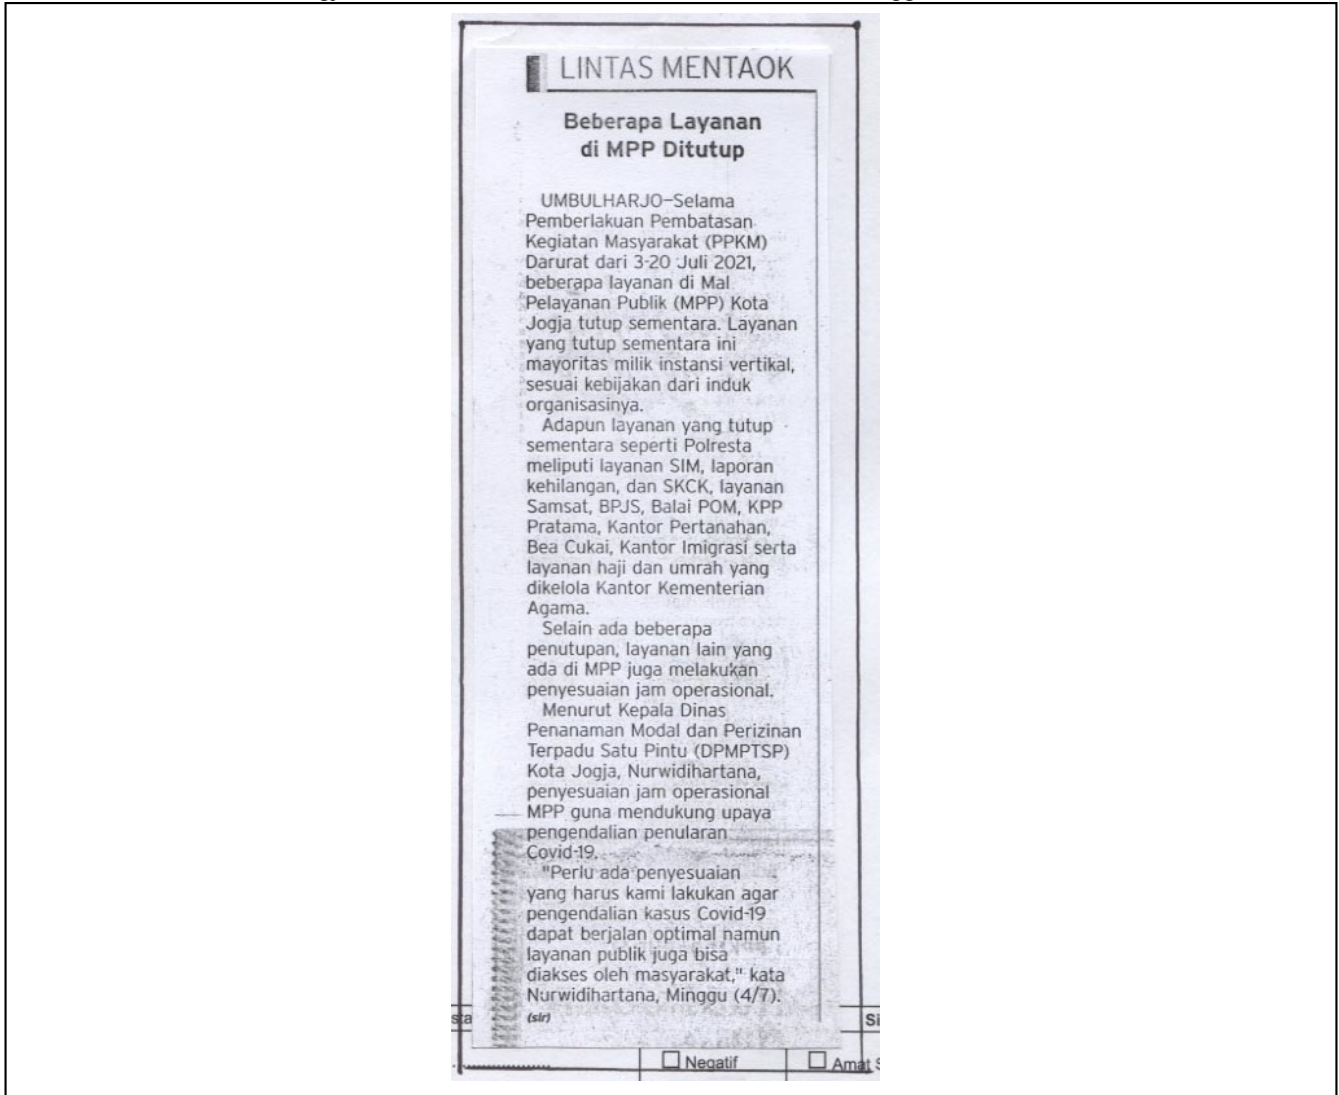 LINTAS MENTAOK
Beberapa Layanan
di MPP Ditutup
UMBULHARJO–Selama
Pemberlakuan Pembatasan
Kegiatan Masyarakat (PPKM)
Darurat dari 3-20 Juli 2021,
beberapa layanan di Mal
Pelayanan Publik (MPP) Kota
Jogja tutup sementara. Layanan
yang tutup sementara ini
mayoritas milik instansi vertikal,
sesuai kebijakan dari induk
organisasinya.
Adapun layanan yang tutup
sementara seperti Polresta
meliputi layanan SIM, laporan
kehilangan, dan SKCK, layanan
Samsat, BPJS, Balai POM, KPP
Pratama, Kantor Pertanahan,
Bea Cukai, Kantor Imigrasi serta
layanan haji dan umrah yang
dikelola Kantor Kementerian
Agama.
Selain ada beberapa
penutupan, layanan lain yang
ada di MPP juga melakukan
penyesuaian jam operasional.
Menurut Kepala Dinas
Penanaman Modal dan Perizinan
Terpadu Satu Pintu (DPMPTSP)
Kota Jogja, Nurwidihartana,
penyesuaian jam operasional
MPP guna mendukung upaya
pengendalian penularan
Covid-19.
"Perlu ada penyesuaian
yang harus kami lakukan agar
pengendalian kasus Covid-19
dapat berjalan optimal namun
layanan publik juga bisa
diakses oleh masyarakat," kata
Nurwidihartana, Minggu (4/7).
(sir)
Negatif
Amat